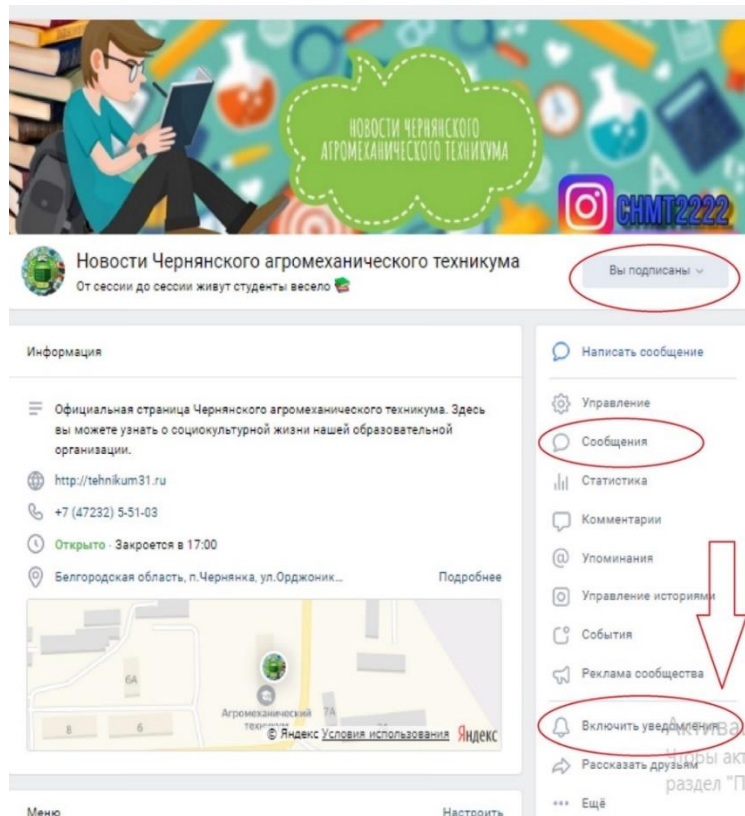 НОВОСТИ ЧЕРНЯНСКОГО
АГРОМЕХАНИЧЕСКОГО ТЕХНИКУМА
CHMT2222
Новости Чернянского агромеханического техникума
От сессии до сессии живут студенты весело
Вы подписаны
Информация
Официальная страница Чернянского агромеханического техникума. Здесь
вы можете узнать о социокультурной жизни нашей образовательной
организации.
http://tehnikum31.ru
+7 (47232) 5-51-03
Открыто · Закроется в 17:00
Белгородская область, п.Чернянка, ул.Орджоник...
Подробнее
6А
Агромеханический
7А
8
6
© Яндекс Условия использования Яндекс
Меню
Настроить
Написать сообщение
Управление
Сообщения
Статистика
Комментарии
Упоминания
Управление историями
События
Реклама сообщества
Включить уведомления
Рассказать друзьям
раздел "П
Ещё